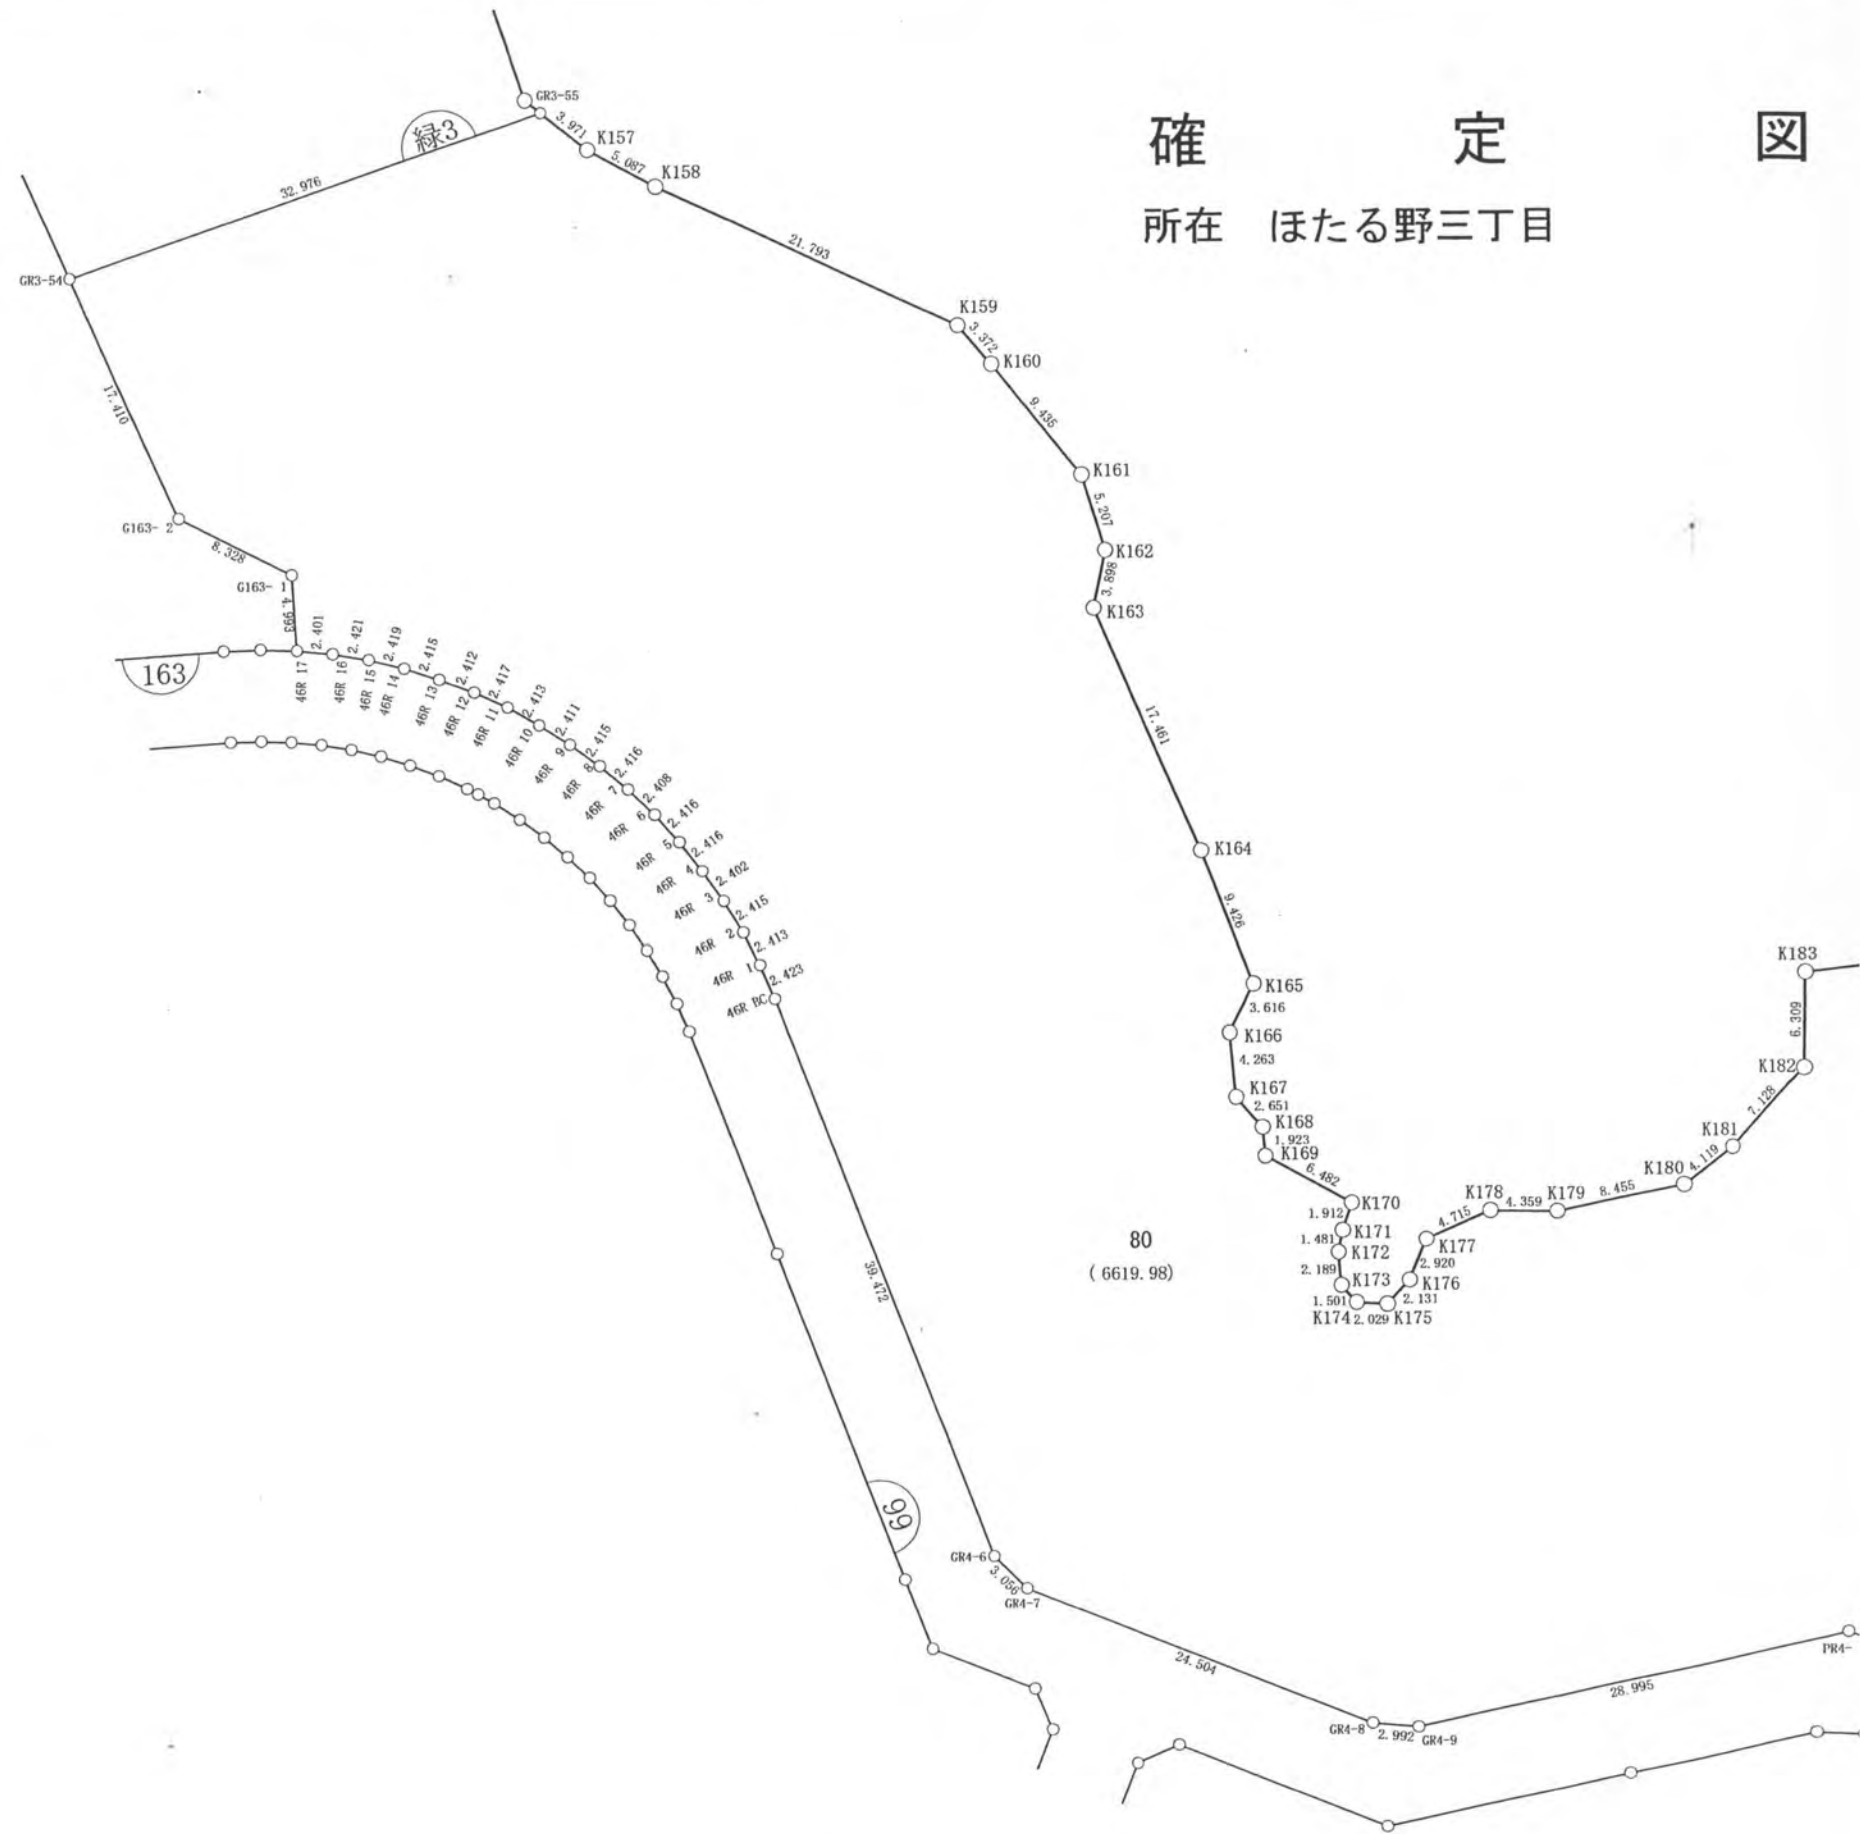 確 定 図
所在 ほたる野三丁目
GR3-55
緑3
3.971
K157
5.087
K158
32.976
21.793
GR3-54
K159
3.372
K160
17.410
9.435
K161
5.207
G163- 2
8.328
K162
3.898
G163- 1
4.993
K163
163
46R 17
2.401
46R 16
2.421
46R 15
2.419
46R 14
2.415
46R 13
2.412
46R 12
2.417
46R 11
2.413
46R 10
2.411
46R 9
2.415
46R 8
2.416
46R 7
2.408
46R 6
2.416
46R 5
2.416
46R 4
2.402
46R 3
2.415
46R 2
2.413
46R 1
2.423
46R BC
17.461
K164
9.426
K165
3.616
K166
4.263
K167
2.651
K168
1.923
K169
6.482
K170
1.912
K171
1.481
K172
2.189
K173
1.501
K174
2.029
K175
2.131
K176
2.920
K177
4.715
K178
4.359
K179
8.455
K180
4.119
K181
7.128
K182
6.309
K183
80
( 6619.98)
39.472
99
GR4-6
3.056
GR4-7
24.504
GR4-8
2.992
GR4-9
28.995
PR4-